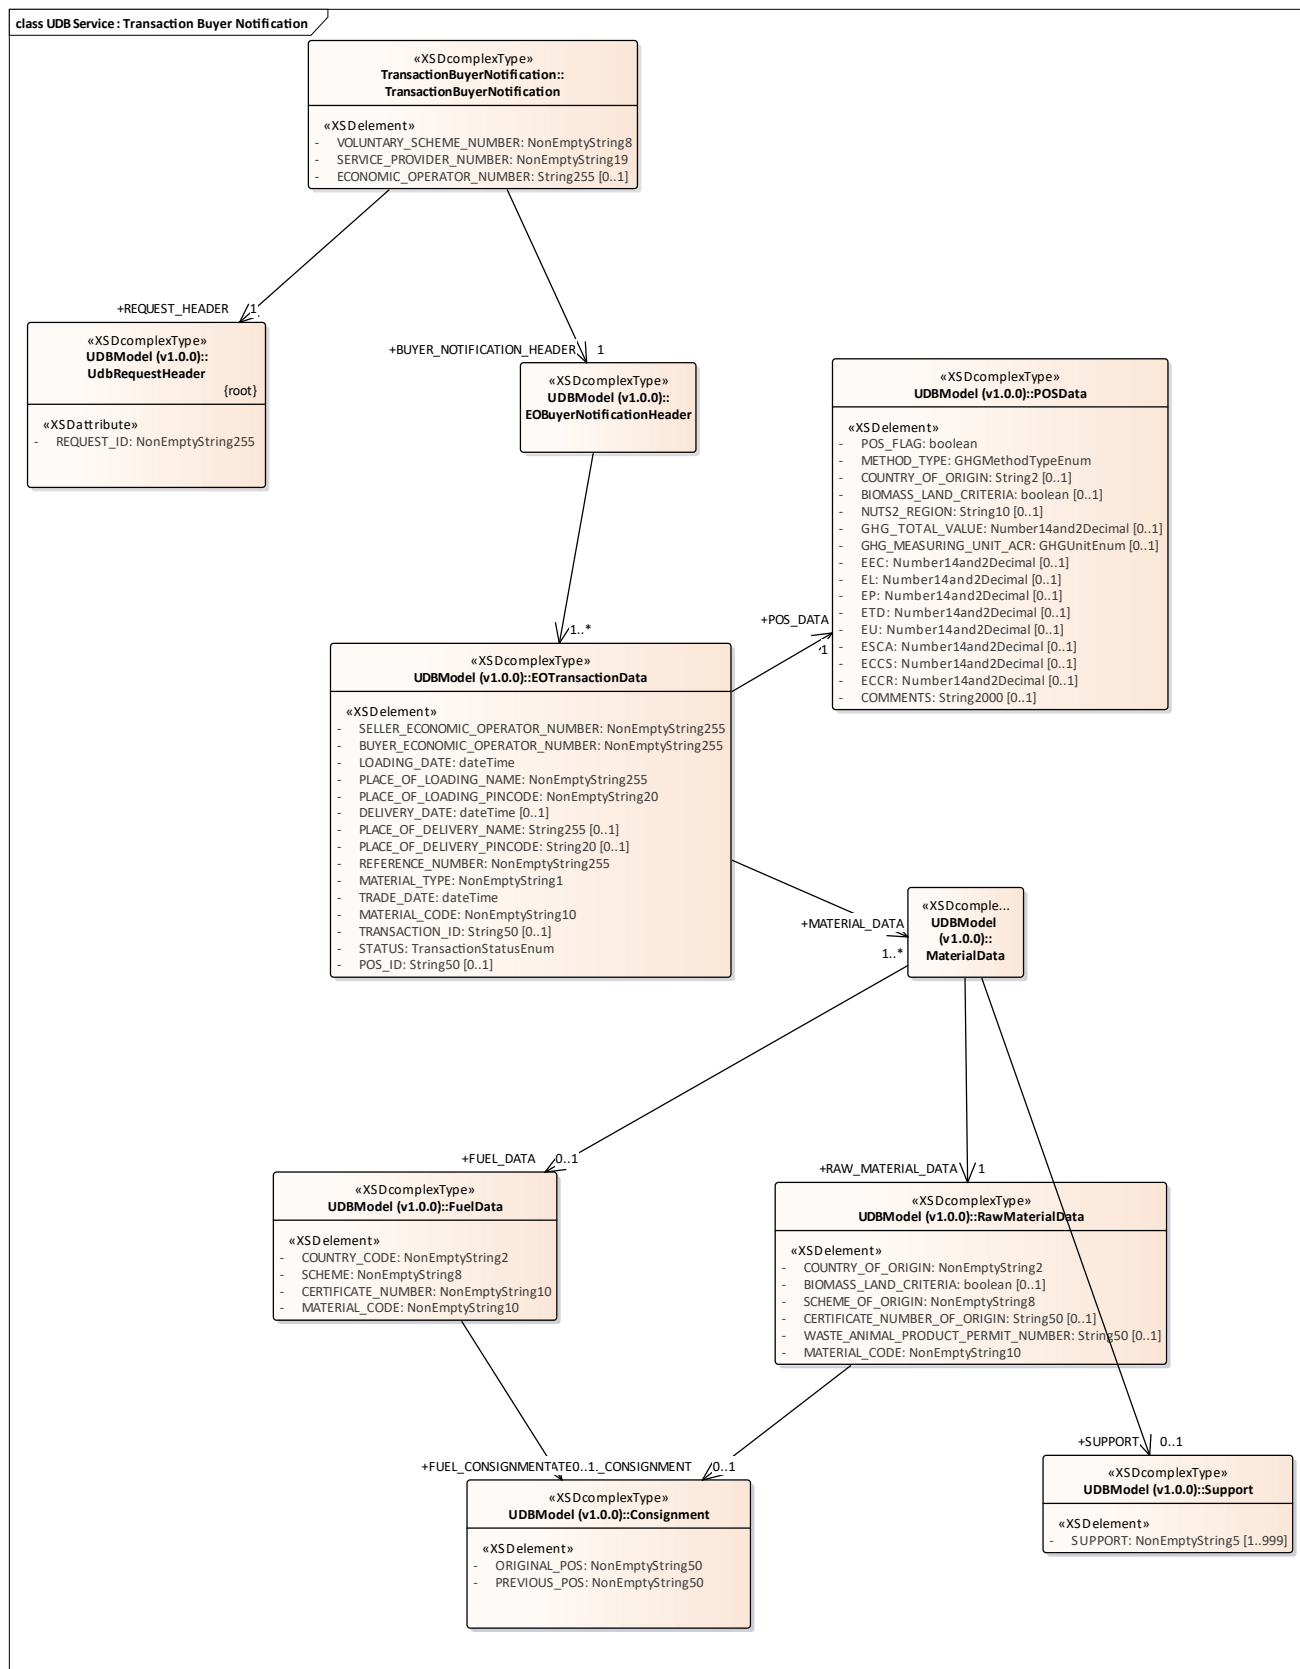 class UDB Service : Transaction Buyer Notification
«XSDcomplexType»
TransactionBuyerNotification::
TransactionBuyerNotification
«XSDelement»
- VOLUNTARY_SCHEME_NUMBER: NonEmptyString8
- SERVICE_PROVIDER_NUMBER: NonEmptyString19
- ECONOMIC_OPERATOR_NUMBER: String255 [0..1]
+REQUEST_HEADER 1
«XSDcomplexType»
UDBModel (v1.0.0)::
UdbRequestHeader
{root}
«XSDattribute»
- REQUEST_ID: NonEmptyString255
+BUYER_NOTIFICATION_HEADER 1
«XSDcomplexType»
UDBModel (v1.0.0)::
EOBuyerNotificationHeader
1..*
«XSDcomplexType»
UDBModel (v1.0.0)::POSData
«XSDelement»
- POS_FLAG: boolean
- METHOD_TYPE: GHGMethodTypeEnum
- COUNTRY_OF_ORIGIN: String2 [0..1]
- BIOMASS_LAND_CRITERIA: boolean [0..1]
- NUTS2_REGION: String10 [0..1]
- GHG_TOTAL_VALUE: Number14and2Decimal [0..1]
- GHG_MEASURING_UNIT_ACR: GHGUnitEnum [0..1]
- EEC: Number14and2Decimal [0..1]
- EL: Number14and2Decimal [0..1]
- EP: Number14and2Decimal [0..1]
- ETD: Number14and2Decimal [0..1]
- EU: Number14and2Decimal [0..1]
- ESCA: Number14and2Decimal [0..1]
- ECCS: Number14and2Decimal [0..1]
- ECCR: Number14and2Decimal [0..1]
- COMMENTS: String2000 [0..1]
+POS_DATA
1
«XSDcomplexType»
UDBModel (v1.0.0)::EOTransactionData
«XSDelement»
- SELLER_ECONOMIC_OPERATOR_NUMBER: NonEmptyString255
- BUYER_ECONOMIC_OPERATOR_NUMBER: NonEmptyString255
- LOADING_DATE: dateTime
- PLACE_OF_LOADING_NAME: NonEmptyString255
- PLACE_OF_LOADING_PINCODE: NonEmptyString20
- DELIVERY_DATE: dateTime [0..1]
- PLACE_OF_DELIVERY_NAME: String255 [0..1]
- PLACE_OF_DELIVERY_PINCODE: String20 [0..1]
- REFERENCE_NUMBER: NonEmptyString255
- MATERIAL_TYPE: NonEmptyString1
- TRADE_DATE: dateTime
- MATERIAL_CODE: NonEmptyString10
- TRANSACTION_ID: String50 [0..1]
- STATUS: TransactionStatusEnum
- POS_ID: String50 [0..1]
+MATERIAL_DATA
1..*
«XSDcomple...
UDBModel
(v1.0.0)::
MaterialData
+FUEL_DATA 0..1
«XSDcomplexType»
UDBModel (v1.0.0)::FuelData
«XSDelement»
- COUNTRY_CODE: NonEmptyString2
- SCHEME: NonEmptyString8
- CERTIFICATE_NUMBER: NonEmptyString10
- MATERIAL_CODE: NonEmptyString10
+RAW_MATERIAL_DATA 1
«XSDcomplexType»
UDBModel (v1.0.0)::RawMaterialData
«XSDelement»
- COUNTRY_OF_ORIGIN: NonEmptyString2
- BIOMASS_LAND_CRITERIA: boolean [0..1]
- SCHEME_OF_ORIGIN: NonEmptyString8
- CERTIFICATE_NUMBER_OF_ORIGIN: String50 [0..1]
- WASTE_ANIMAL_PRODUCT_PERMIT_NUMBER: String50 [0..1]
- MATERIAL_CODE: NonEmptyString10
+FUEL_CONSIGNMENTATE0..1._CONSIGNMENT 0..1
«XSDcomplexType»
UDBModel (v1.0.0)::Consignment
«XSDelement»
- ORIGINAL_POS: NonEmptyString50
- PREVIOUS_POS: NonEmptyString50
+SUPPORT 0..1
«XSDcomplexType»
UDBModel (v1.0.0)::Support
«XSDelement»
- SUPPORT: NonEmptyString5 [1..999]